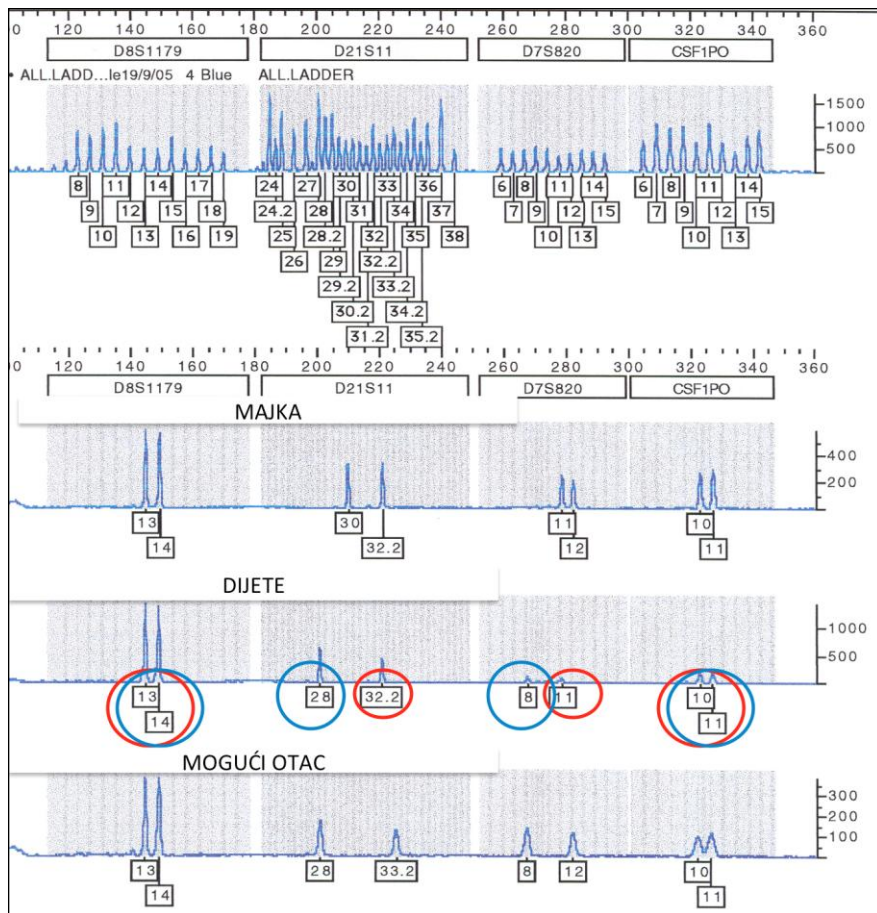 00 120 140 160 180 200 220 240 260 280 300 320 340 360
D8S1179 D21S11 D7S820 CSF1PO
• ALL.LADD...le19/9/05 4 Blue ALL.LADDER
1500
1000
500
8 11 14 17 24 27 30 33 36 6 8 11 14 6 8 11 14
9 12 15 18 24.2 28 31 34 37 7 9 12 15 7 9 12 15
10 13 16 19 25 28.2 32 35 38 10 13 10 13
26 29 32.2
29.2 33.2
30.2 34.2
31.2 35.2
00 120 140 160 180 200 220 240 260 280 300 320 340 360
D8S1179 D21S11 D7S820 CSF1PO
MAJKA
400
200
13 30 11 10
14 32.2 12 11
DIJETE
1000
500
13 28 32.2 8 11 10
14 11
MOGUĆI OTAC
300
200
100
13 28 33.2 8 12 10
14 11